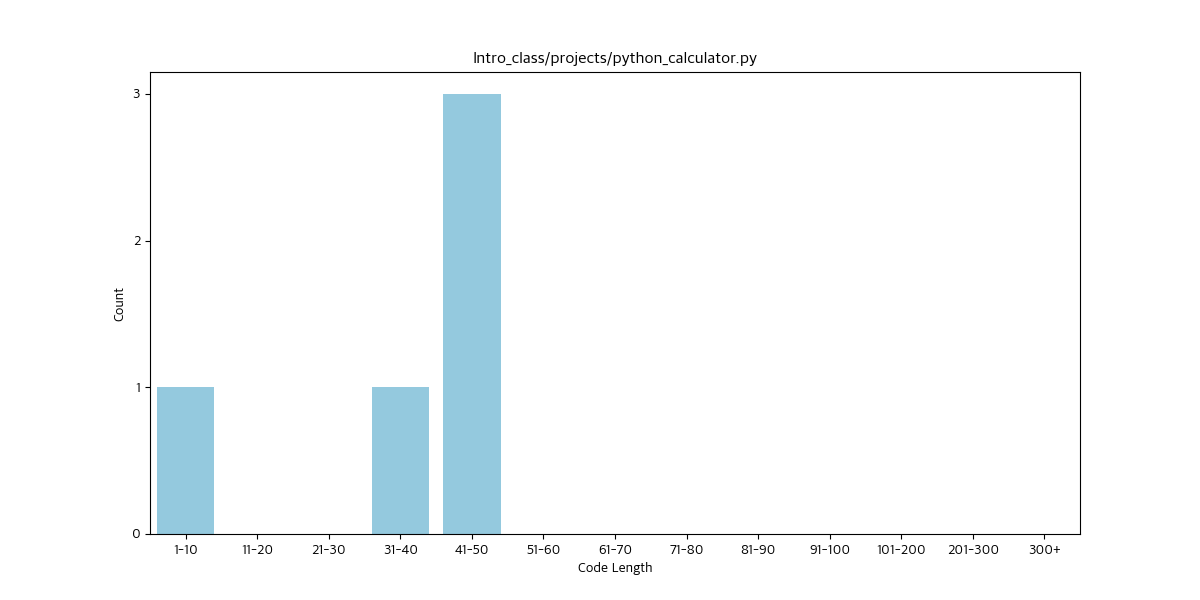 Intro_class/projects/python_calculator.py
3
2
1
0
Count
1-10 11-20 21-30 31-40 41-50 51-60 61-70 71-80 81-90 91-100 101-200 201-300 300+
Code Length